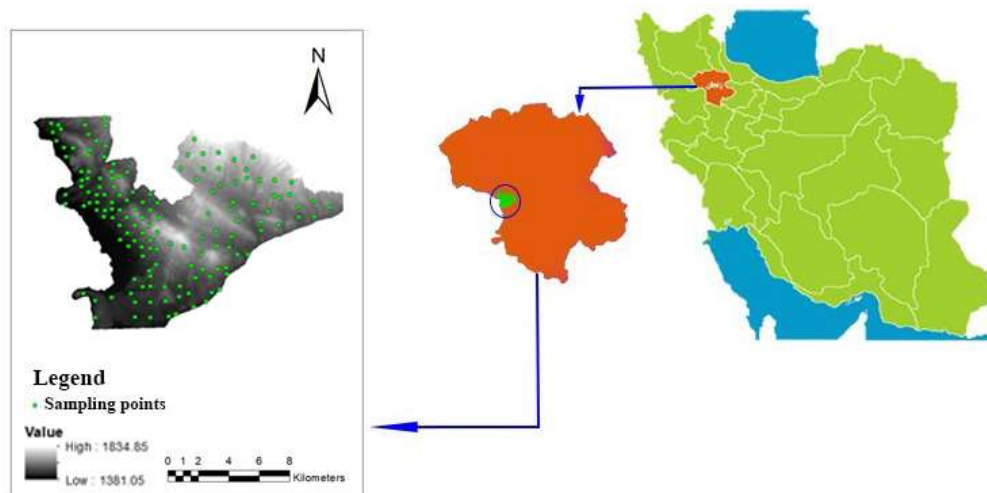 N
Legend
Sampling points
Value
High : 1834.85
Low : 1381.05
0 1 2 4 6 8
Kilometers